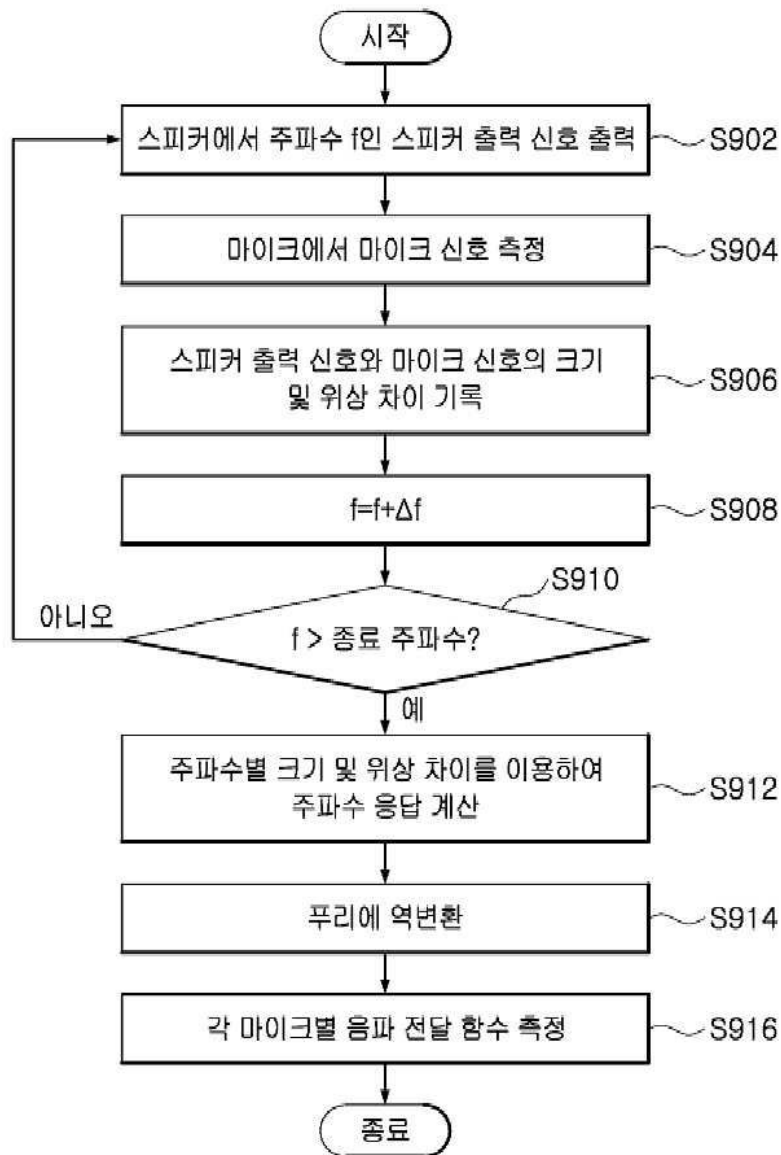 시작
스피커에서 주파수 f인 스피커 출력 신호 출력
S902
마이크에서 마이크 신호 측정
S904
스피커 출력 신호와 마이크 신호의 크기
및 위상 차이 기록
S906
f=f+Δf
S908
S910
아니오
f > 종료 주파수?
예
주파수별 크기 및 위상 차이를 이용하여
주파수 응답 계산
S912
푸리에 역변환
S914
각 마이크별 음파 전달 함수 측정
S916
종료